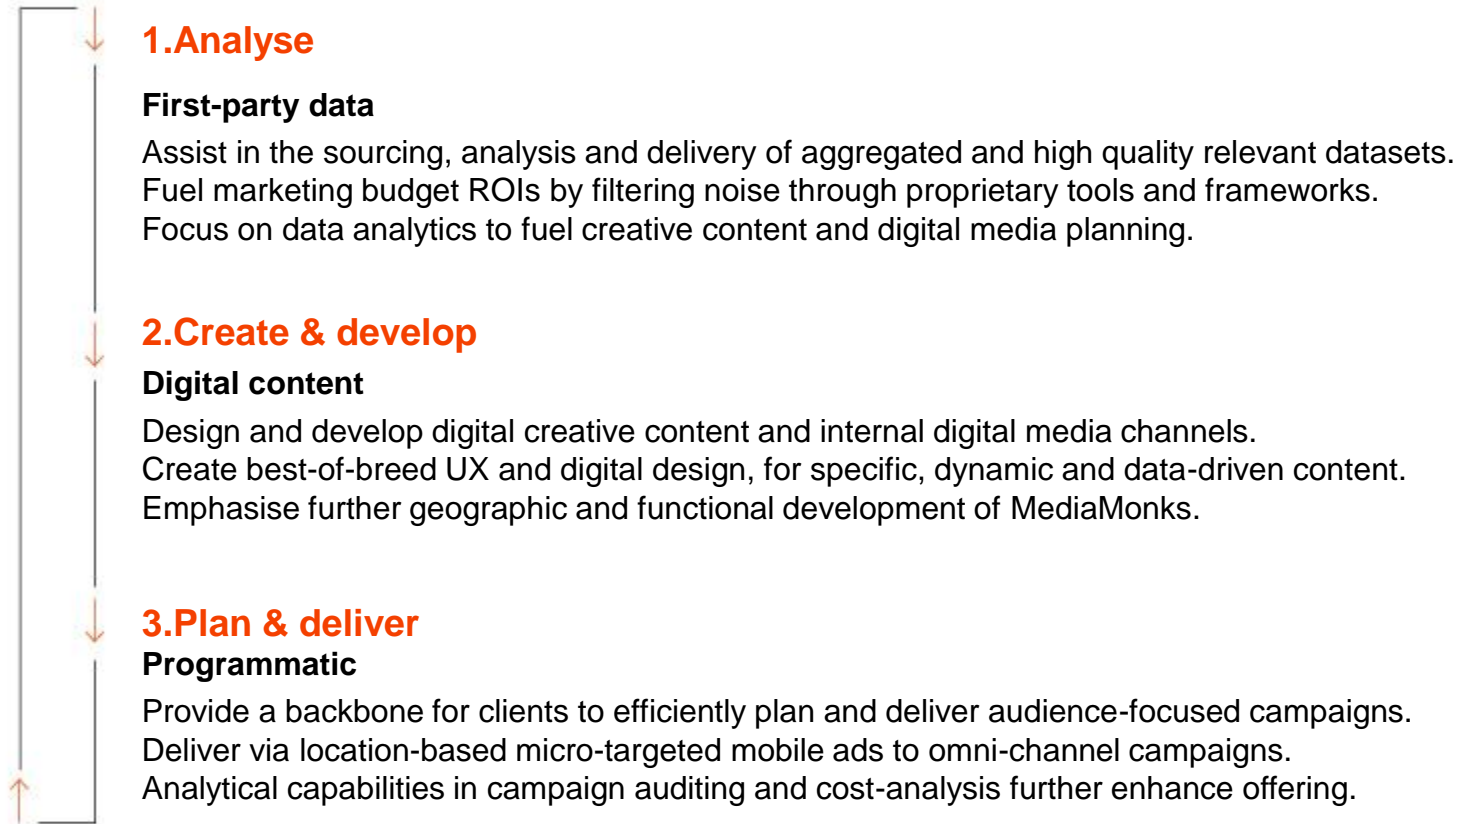 1.Analyse
First-party data
Assist in the sourcing, analysis and delivery of aggregated and high quality relevant datasets.
Fuel marketing budget ROIs by filtering noise through proprietary tools and frameworks.
Focus on data analytics to fuel creative content and digital media planning.
2.Create & develop
Digital content
Design and develop digital creative content and internal digital media channels.
Create best-of-breed UX and digital design, for specific, dynamic and data-driven content.
Emphasise further geographic and functional development of MediaMonks.
3.Plan & deliver
Programmatic
Provide a backbone for clients to efficiently plan and deliver audience-focused campaigns.
Deliver via location-based micro-targeted mobile ads to omni-channel campaigns.
Analytical capabilities in campaign auditing and cost-analysis further enhance offering.